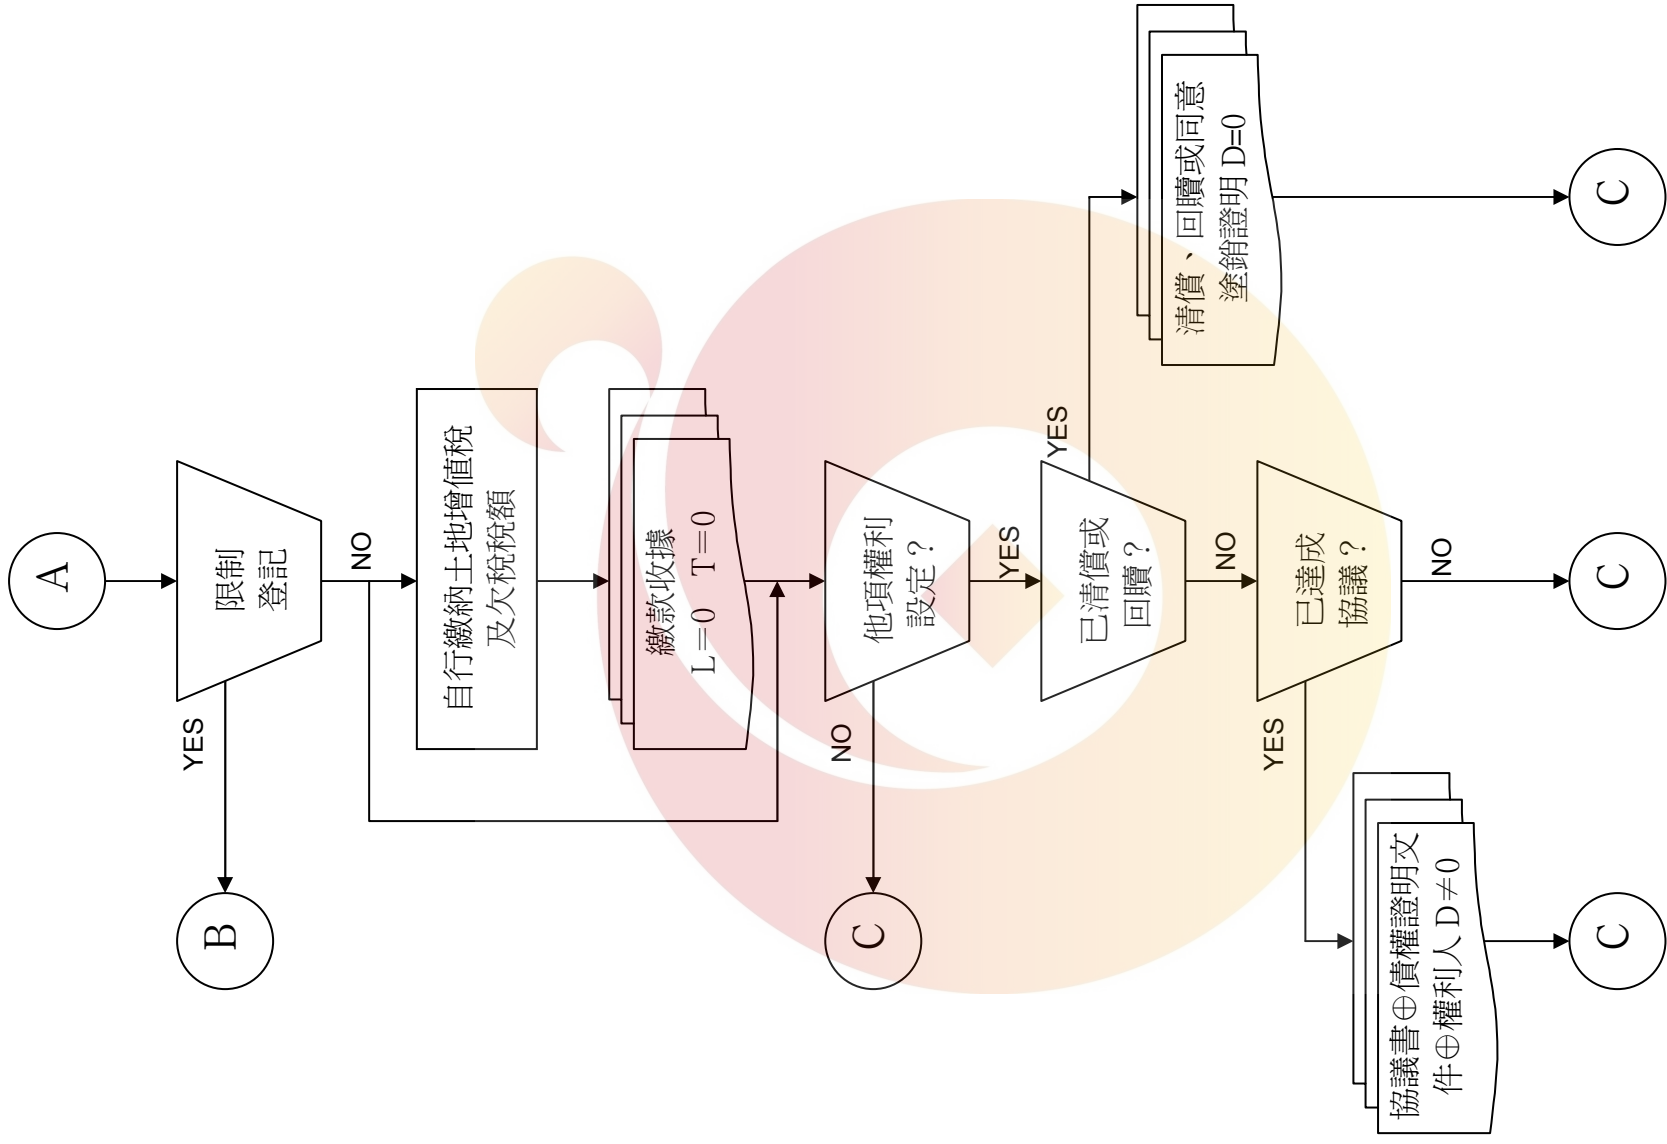 A
限制
登記
YES
NO
B
自行繳納土地增值稅
及欠稅稅額
繳款收據
L=0 T=0
他項權利
設定？
NO
YES
C
已清償或
回贖？
YES
NO
清償、回贖或同意
塗銷證明 D=0
C
已達成
協議？
YES
NO
協議書⊕債權證明文
件⊕權利人 D≠0
C
C